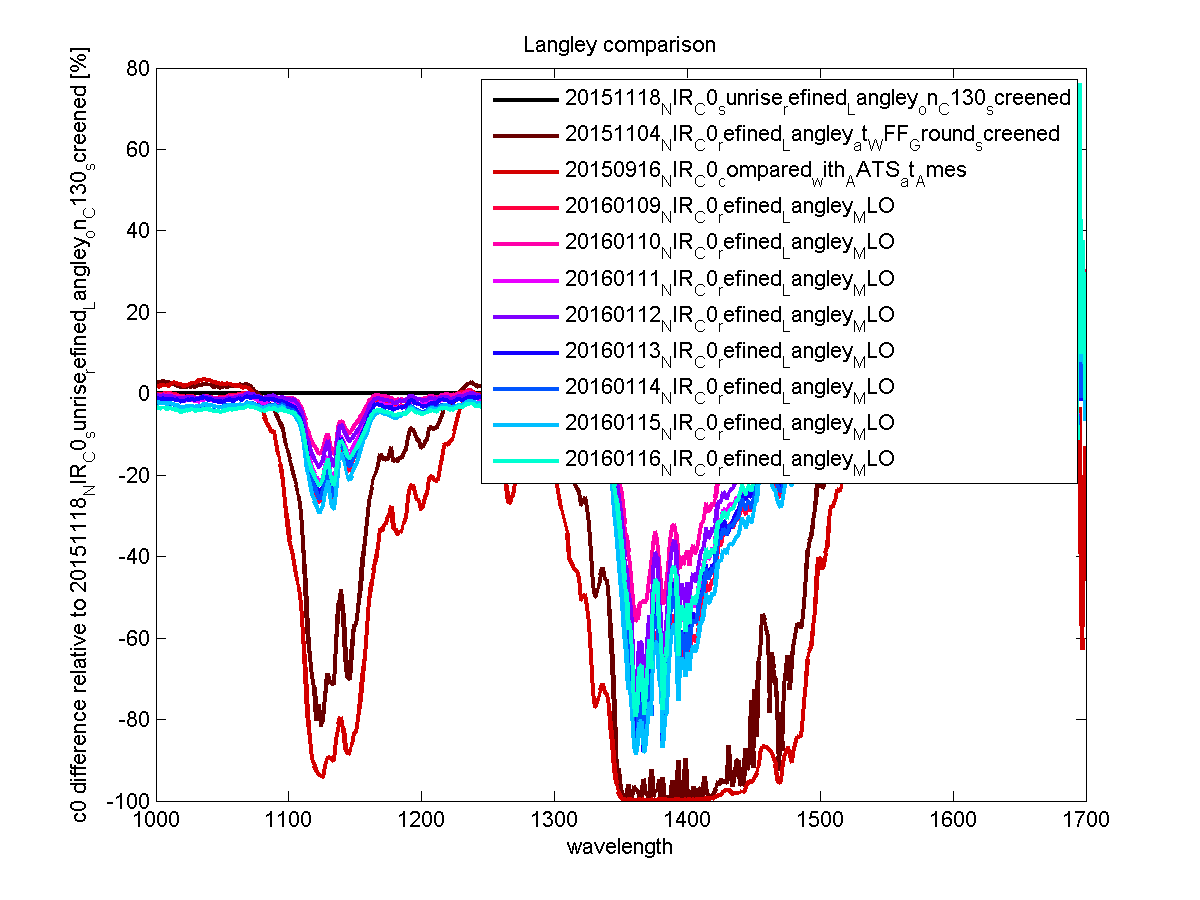 Langley comparison
c0 difference relative to 20151118_NIR_C0_sunrise_refined_Langley_on_C130_screened [%]
80
60
40
20
0
-20
-40
-60
-80
-100
20151118_NIR_C0_sunrise_refined_Langley_on_C130_screened
20151104_NIR_C0_refined_Langley_at_WFF_Ground_screened
20150916_NIR_C0_compared_with_AATS_at_Ames
20160109_NIR_C0_refined_Langley_MLO
20160110_NIR_C0_refined_Langley_MLO
20160111_NIR_C0_refined_Langley_MLO
20160112_NIR_C0_refined_Langley_MLO
20160113_NIR_C0_refined_Langley_MLO
20160114_NIR_C0_refined_Langley_MLO
20160115_NIR_C0_refined_Langley_MLO
20160116_NIR_C0_refined_Langley_MLO
1000 1100 1200 1300 1400 1500 1600 1700
wavelength